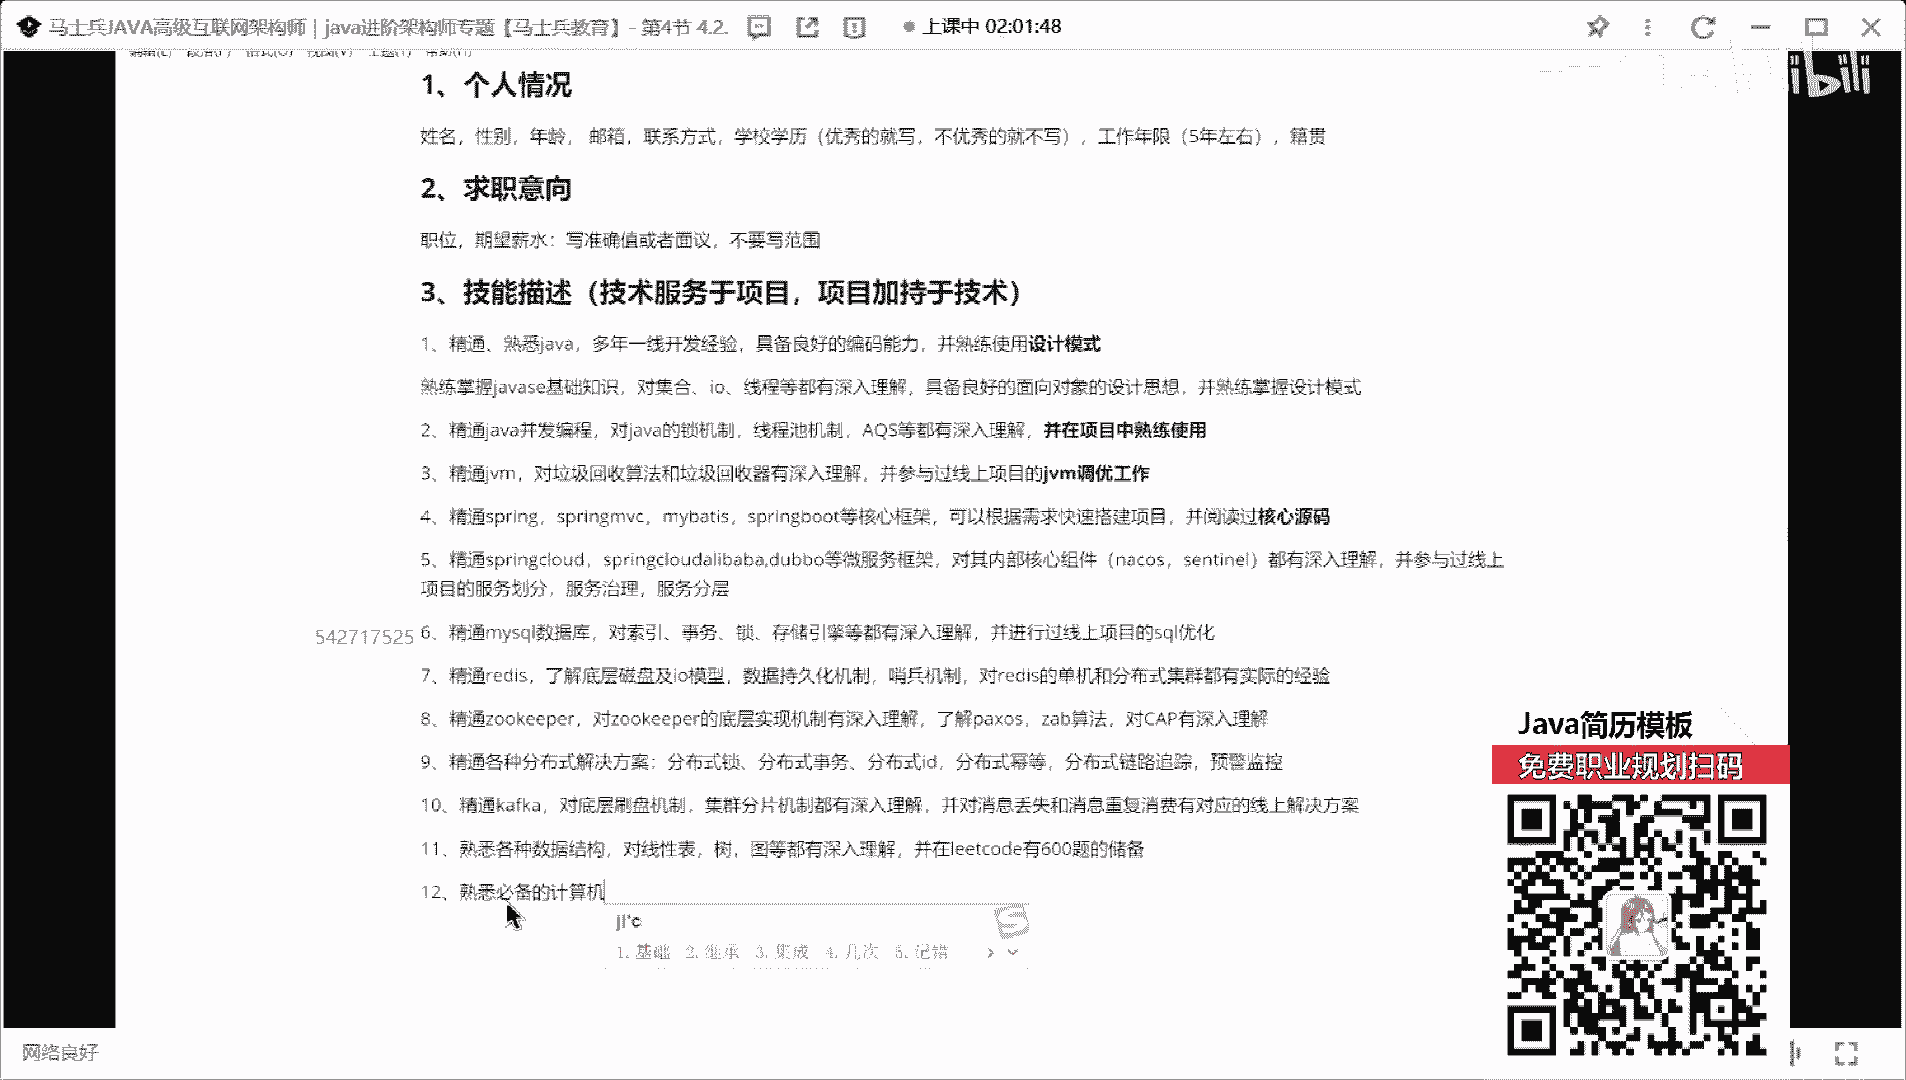 马士兵JAVA高级互联网架构师｜java进阶架构师专题【马士兵教育】 - 第4节 4.2.
上课中 02:01:48
编辑(E) 段落(P) 格式(O) 视图(V) 主题(T) 帮助(H)
bili
1、个人情况
姓名，性别，年龄， 邮箱，联系方式，学校学历（优秀的就写，不优秀的就不写），工作年限（5年左右），籍贯
2、求职意向
职位，期望薪水：写准确值或者面议，不要写范围
3、技能描述（技术服务于项目，项目加持于技术）
1、精通、熟悉java，多年一线开发经验，具备良好的编码能力，并熟练使用设计模式
熟练掌握javase基础知识，对集合、io、线程等都有深入理解，具备良好的面向对象的设计思想，并熟练掌握设计模式
2、精通java并发编程，对java的锁机制，线程池机制，AQS等都有深入理解，并在项目中熟练使用
3、精通jvm，对垃圾回收算法和垃圾回收器有深入理解，并参与过线上项目的jvm调优工作
4、精通spring，springmvc，mybatis，springboot等核心框架，可以根据需求快速搭建项目，并阅读过核心源码
5、精通springcloud，springcloudalibaba,dubbo等微服务框架，对其内部核心组件（nacos，sentinel）都有深入理解，并参与过线上
项目的服务划分，服务治理，服务分层
542717525
6、精通mysql数据库，对索引、事务、锁、存储引擎等都有深入理解，并进行过线上项目的sql优化
7、精通redis，了解底层磁盘及io模型，数据持久化机制，哨兵机制，对redis的单机和分布式集群都有实际的经验
8、精通zookeeper，对zookeeper的底层实现机制有深入理解，了解paxos，zab算法，对CAP有深入理解
9、精通各种分布式解决方案：分布式锁、分布式事务、分布式id，分布式幂等，分布式链路追踪，预警监控
10、精通kafka，对底层刷盘机制，集群分片机制都有深入理解，并对消息丢失和消息重复消费有对应的线上解决方案
11、熟悉各种数据结构，对线性表，树，图等都有深入理解，并在leetcode有600题的储备
12、熟悉必备的计算机
ji'c
1. 基础 2. 继承 3. 集成 4. 几次 5. 记错
Java简历模板
免费职业规划扫码
网络良好